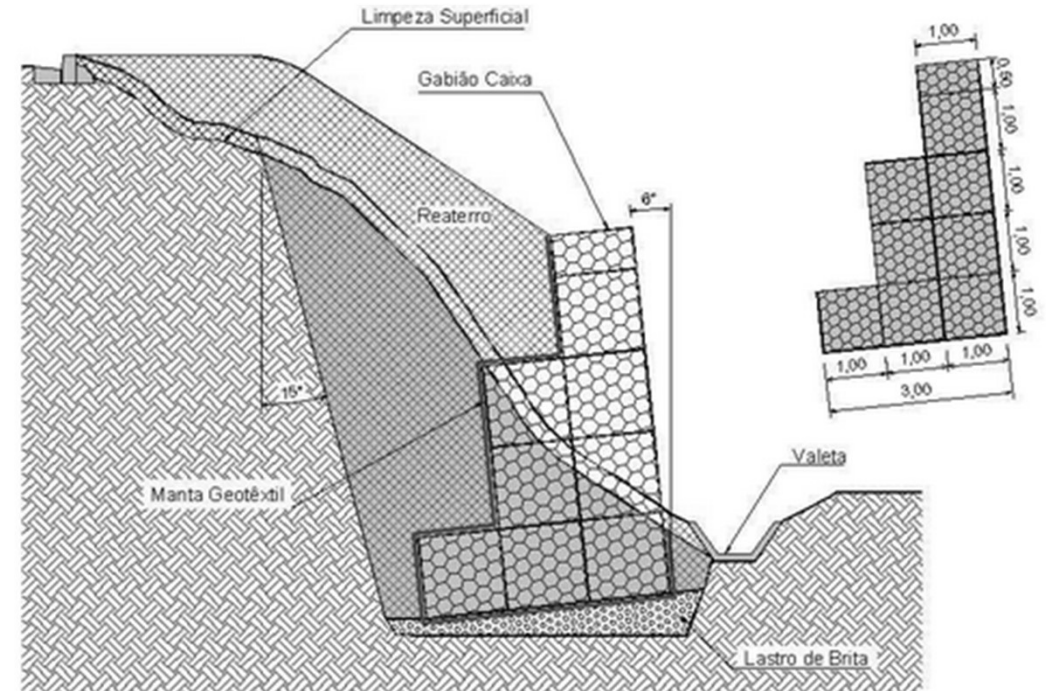 Limpeza Superficial
Gabião Caixa
Reaterro
6°
15°
Manta Geotêxtil
Valeta
Lastro de Brita
1,00
0,50
1,00
1,00
1,00
1,00
1,00
1,00
1,00
3,00